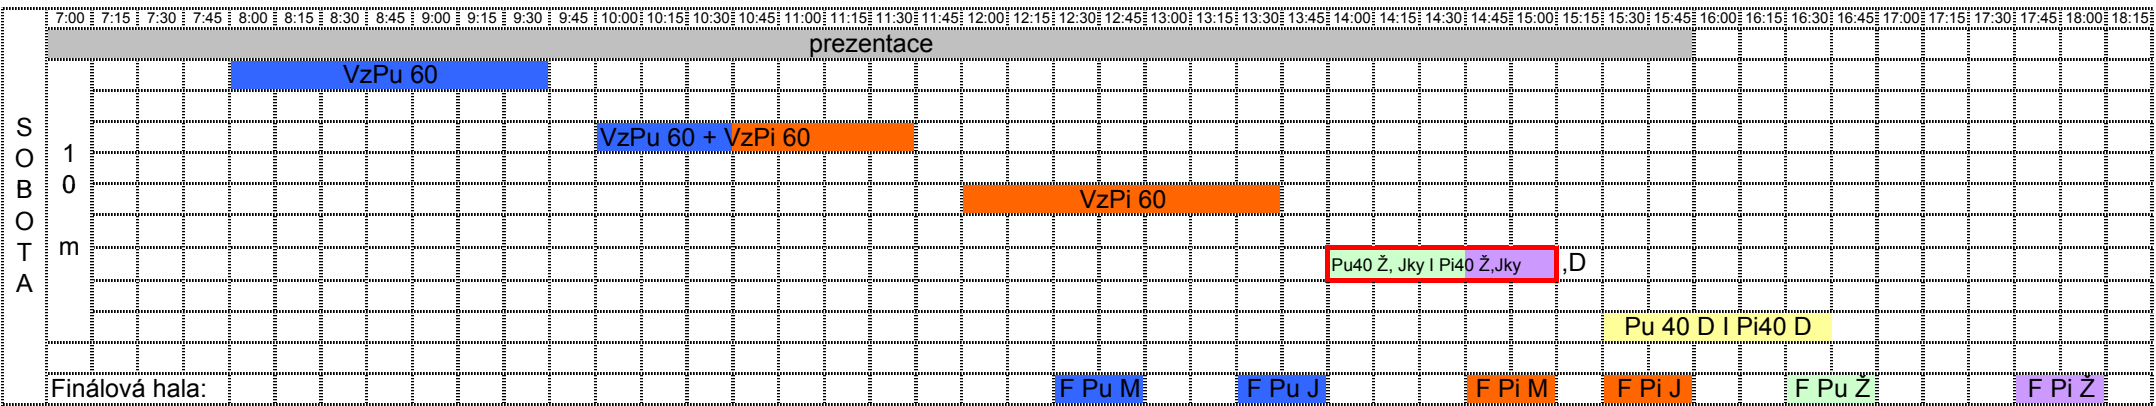 7:00 7:15 7:30 7:45 8:00 8:15 8:30 8:45 9:00 9:15 9:30 9:45 10:00 10:15 10:30 10:45 11:00 11:15 11:30 11:45 12:00 12:15 12:30 12:45 13:00 13:15 13:30 13:45 14:00 14:15 14:30 14:45 15:00 15:15 15:30 15:45 16:00 16:15 16:30 16:45 17:00 17:15 17:30 17:45 18:00 18:15
SOBOTA
10 m
prezentace
VzPu 60
VzPu 60 + VzPi 60
VzPi 60
Pu40 Ž, Jky I Pi40 Ž,Jky ,D
Pu 40 D I Pi40 D
Finálová hala: F Pu M F Pu J F Pi M F Pi J F Pu Ž F Pi Ž